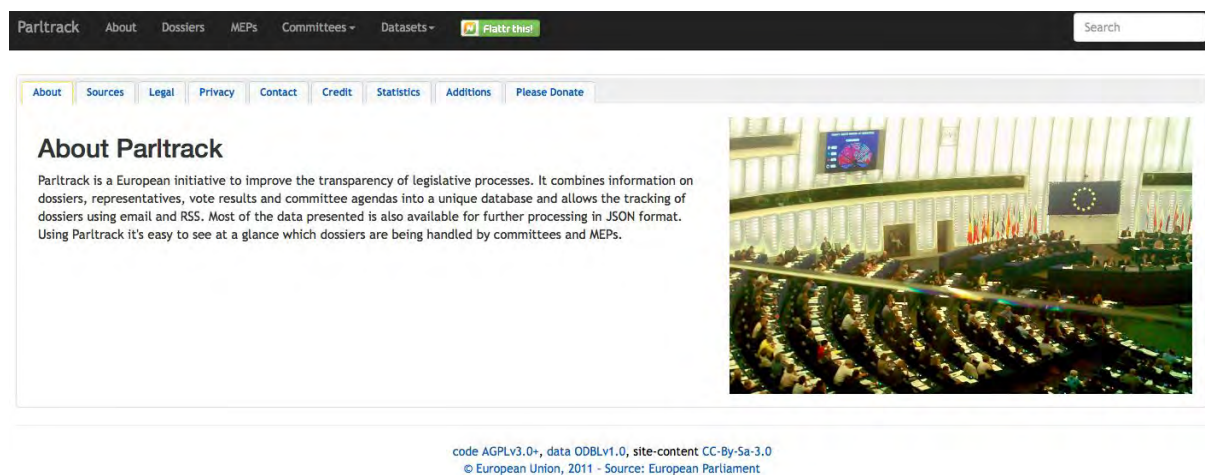 Parltrack About Dossiers MEPs Committees Datasets Flattr this! Search
About Sources Legal Privacy Contact Credit Statistics Additions Please Donate
About Parltrack
Parltrack is a European initiative to improve the transparency of legislative processes. It combines information on
dossiers, representatives, vote results and committee agendas into a unique database and allows the tracking of
dossiers using email and RSS. Most of the data presented is also available for further processing in JSON format.
Using Parltrack it's easy to see at a glance which dossiers are being handled by committees and MEPs.
code AGPLv3.0+, data ODBLv1.0, site-content CC-By-Sa-3.0
© European Union, 2011 - Source: European Parliament